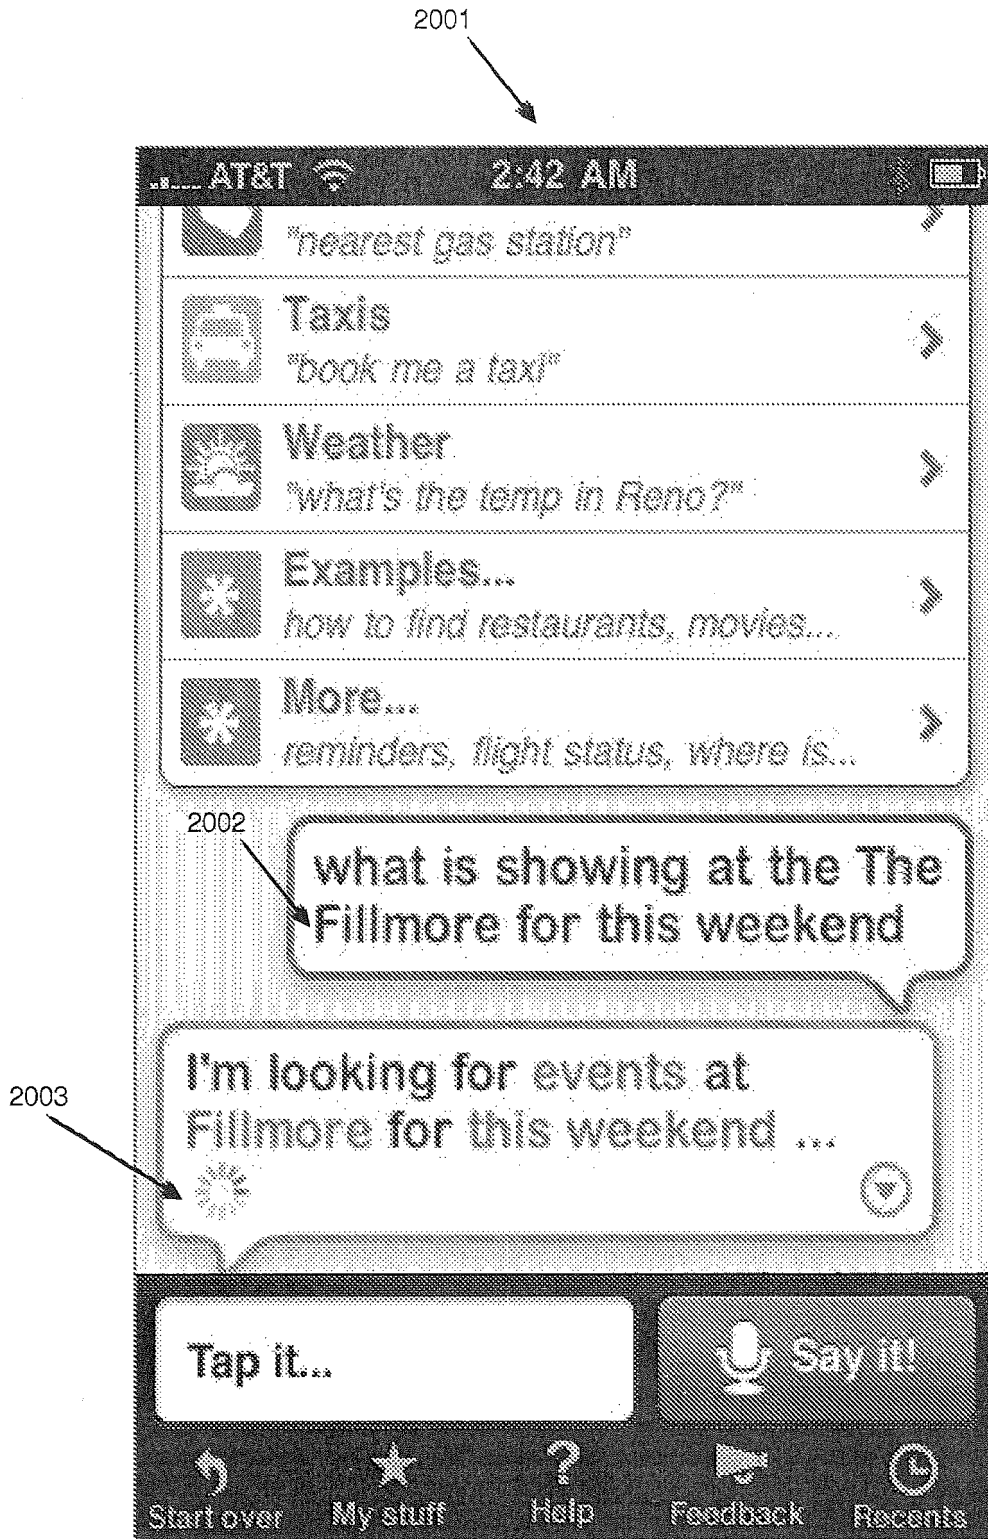 2001
AT&T 2:42 AM
"nearest gas station"
Taxis
"book me a taxi"
Weather
"what's the temp in Reno?"
Examples...
how to find restaurants, movies...
More...
reminders, flight status, where is...
2002
what is showing at the The
Fillmore for this weekend
2003
I'm looking for events at
Fillmore for this weekend ...
Tap it...
Say it!
Start over My stuff Help Feedback Recents